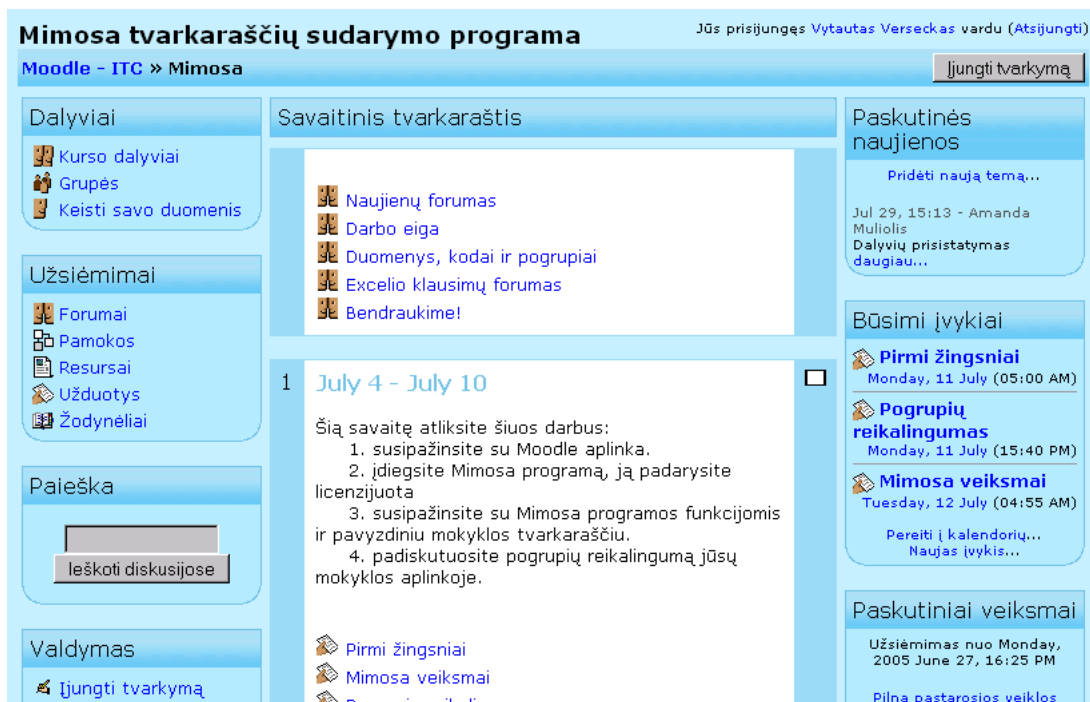 Mimosa tvarkaraščių sudarymo programa
Jūs prisijungęs Vytautas Verseckas vardu (Atsijungti)
Moodle - ITC » Mimosa
Įjungti tvarkymą
Dalyviai
Kurso dalyviai
Grupės
Keisti savo duomenis
Užsiėmimai
Forumai
Pamokos
Resursai
Užduotys
Žodynėliai
Paieška
Ieškoti diskusijose
Valdymas
Įjungti tvarkymą
Savaitinis tvarkaraštis
Naujienų forumas
Darbo eiga
Duomenys, kodai ir pogrupiai
Excelio klausimų forumas
Bendraukime!
1
July 4 - July 10
Šią savaitę atliksite šiuos darbus:
1. susipažinsite su Moodle aplinka.
2. įdiegsite Mimosa programą, ją padarysite
licenzijuota
3. susipažinsite su Mimosa programos funkcijomis
ir pavyzdiniu mokyklos tvarkaraščiu.
4. padiskutuosite pogrupių reikalingumą jūsų
mokyklos aplinkoje.
Pirmi žingsniai
Mimosa veiksmai
Paskutinės
naujienos
Pridėti naują temą...
Jul 29, 15:13 - Amanda
Muliolis
Dalyvių prisistatymas
daugiau...
Būsimi įvykiai
Pirmi žingsniai
Monday, 11 July (05:00 AM)
Pogrupių
reikalingumas
Monday, 11 July (15:40 PM)
Mimosa veiksmai
Tuesday, 12 July (04:55 AM)
Pereiti į kalendorių...
Naujas įvykis...
Paskutiniai veiksmai
Užsiėmimas nuo Monday,
2005 June 27, 16:25 PM
Pilna pastarosios veiklos